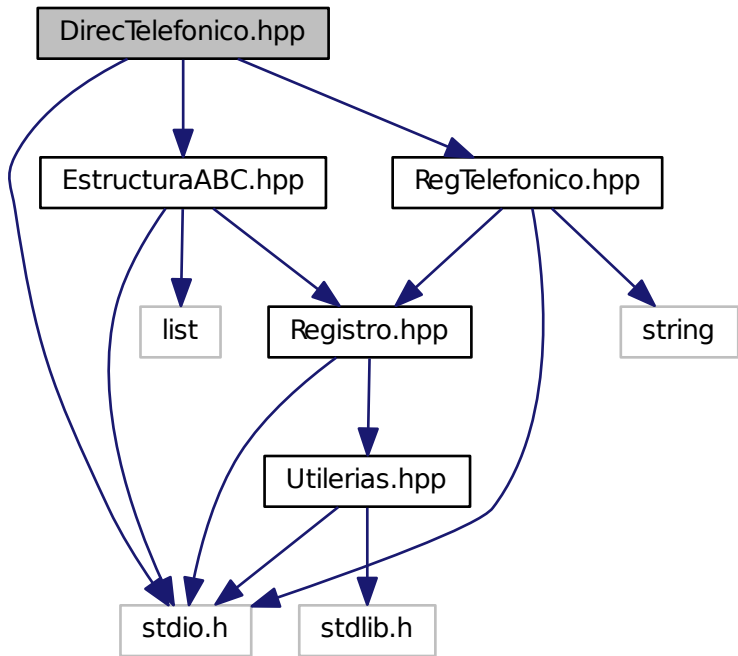 DirecTelefonico.hpp
EstructuraABC.hpp
RegTelefonico.hpp
list
Registro.hpp
string
Utilerias.hpp
stdio.h
stdlib.h